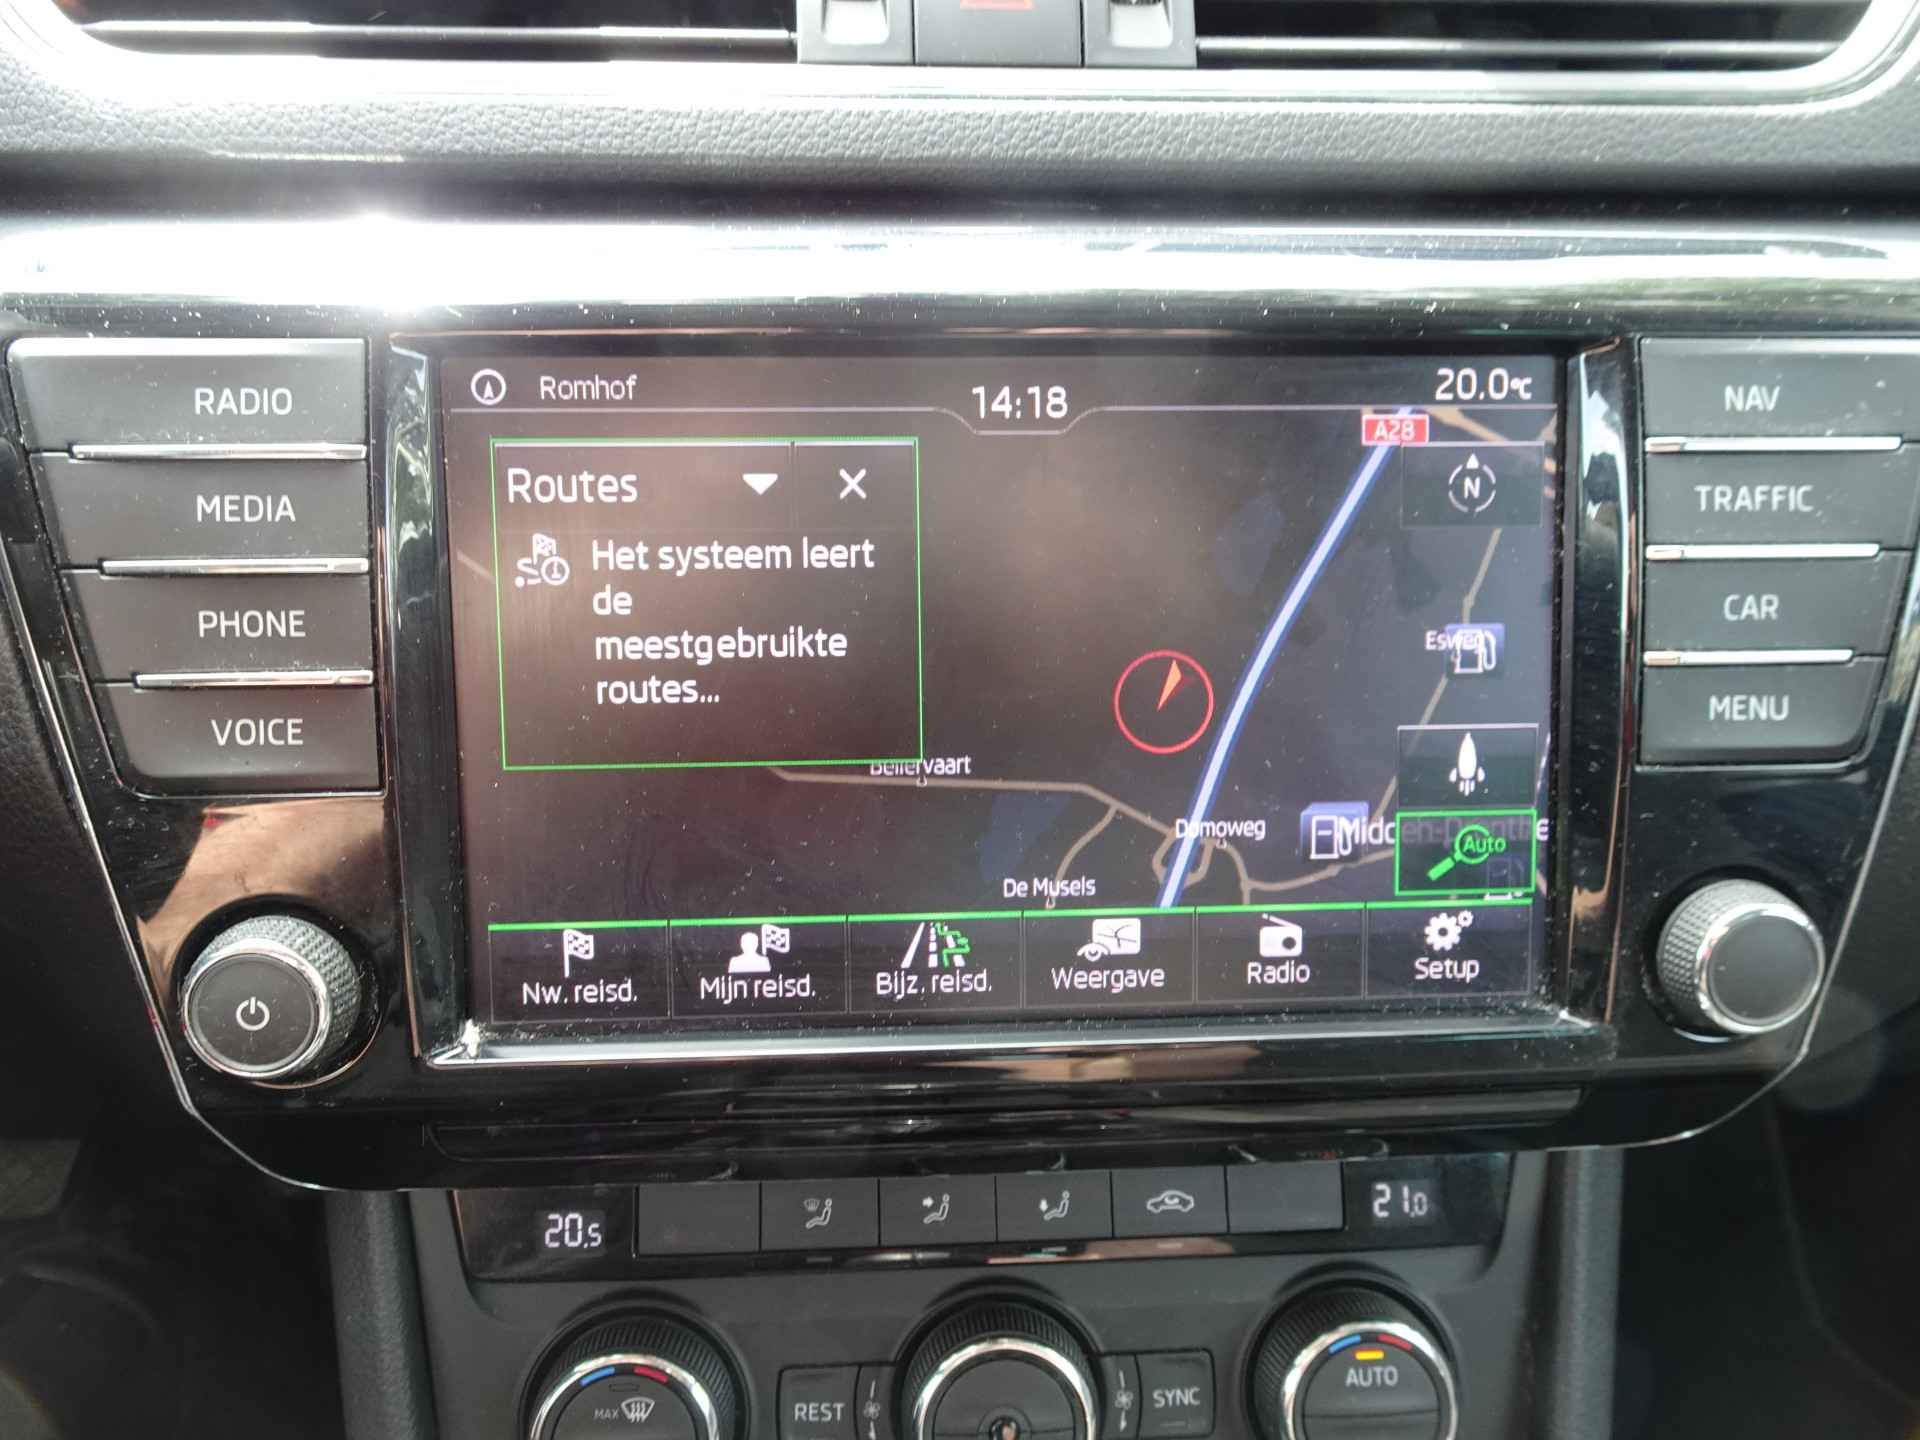 Romhof
14:18
20.0°C
RADIO
MEDIA
PHONE
VOICE
NAV
TRAFFIC
CAR
MENU
Routes
Het systeem leert
de
meestgebruikte
routes...
A28
N
Esweg
Beilervaart
Domoweg
De Musels
Auto
Nw. reisd.
Mijn reisd.
Bijz. reisd.
Weergave
Radio
Setup
20.5
21.0
MAX
REST
SYNC
AUTO